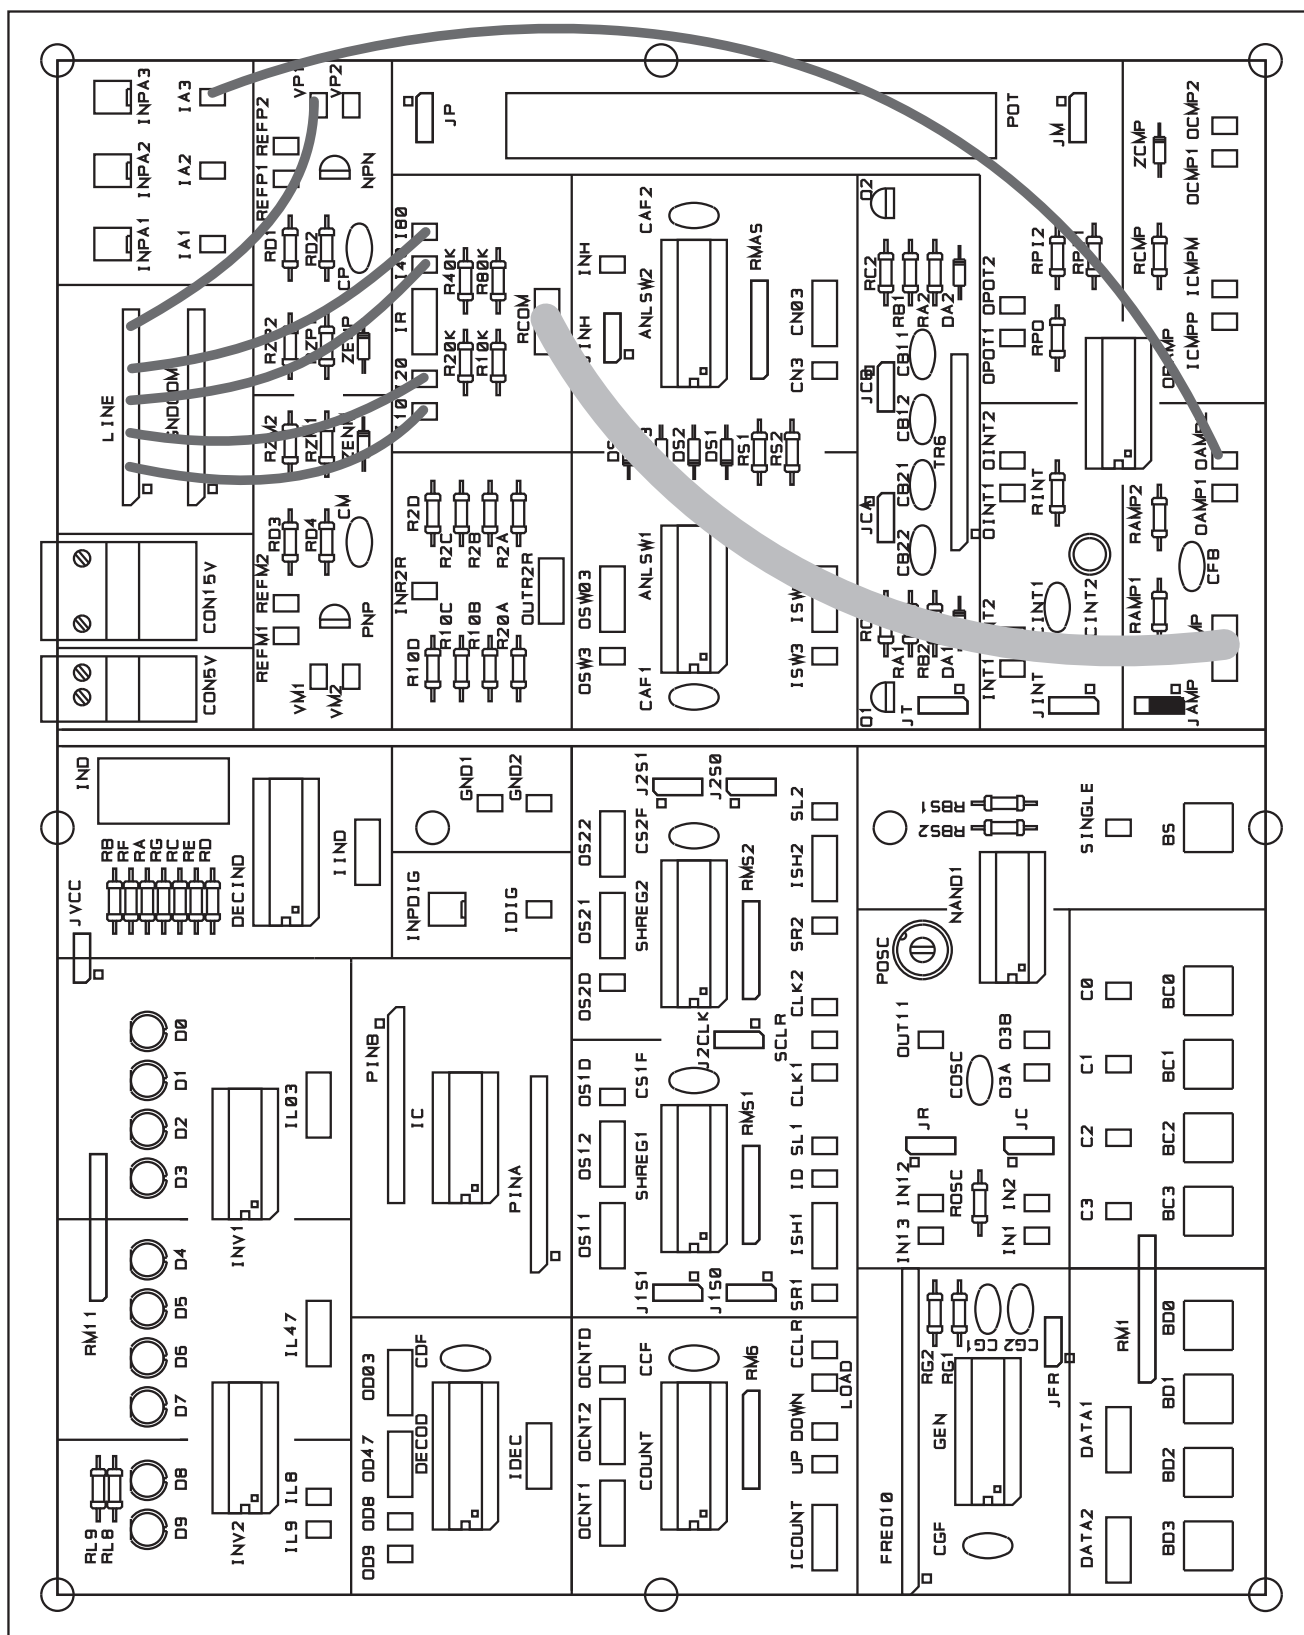 INPA3
IA3
VP1
VP2
REFP2
JP
POT
JM
ZCMP
OCMP2
OCMP1
INPA2
IA2
REFP1
NPN
INPA1
IA1
RD1
RD2
CP
I80
R40K
R80K
INH
CAF2
ANLSW2
RMAS
CN03
RC2
RB1
RA2
DA2
OPOT2
RPI2
RCMP
ICMPM
IR
RCOM
JINH
CN3
CB11
OPOT1
RPO
ICMPP
LINE
R20K
R10K
I20
JCB
CB12
TR6
OINT2
DS2
DS1
RS1
RS2
RZM2
RD3
RD4
CM
R2D
R2C
R2B
R2A
CB21
CB22
OINT1
RINT
RAMP2
OAMP1
CFB
CON15V
REFM2
REFM1
PNP
INR2R
OUTR2R
OSW03
ANLSW1
CINT1
CINT2
RAMP1
CON5V
VM1
VM2
R10D
R10C
R10B
R20A
OSW3
CAF1
ISW3
RA1
RB2
DA1
JT
INT1
JINT
JAMP
IND
GND1
GND2
J2S1
J2S0
SL2
RBS1
RBS2
SINGLE
BS
RB
RF
RA
RG
RC
RE
RD
DECIND
IIND
OS22
CS2F
RMS2
ISH2
NAND1
JVCC
INPDIG
IDIG
OS21
SHREG2
SR2
POSC
OS2D
CLK2
C0
BC0
D0
D1
D2
D3
PINB
J2CLK
SCLR
OUT11
COSC
O3B
O3A
C1
BC1
IL03
IC
OS1D
CS1F
CLK1
JR
JC
C2
BC2
PINA
OS12
SHREG1
RMS1
SL1
ID
IN12
ROSC
IN2
C3
BC3
INV1
OS11
ISH1
IN13
IN1
D4
D5
D6
D7
RM11
IL47
J1S1
J1S0
SR1
RG2
RG1
CG1
CG2
RM1
BD0
OD03
CDF
OCNTD
CCF
RM6
CCLR
LOAD
JFR
BD1
OD47
DECOD
IDEC
OCNT2
COUNT
DOWN
UP
GEN
DATA1
BD2
D8
D9
RL9
RL8
INV2
IL8
IL9
OD8
OD9
OCNT1
ICOUNT
CGF
DATA2
BD3